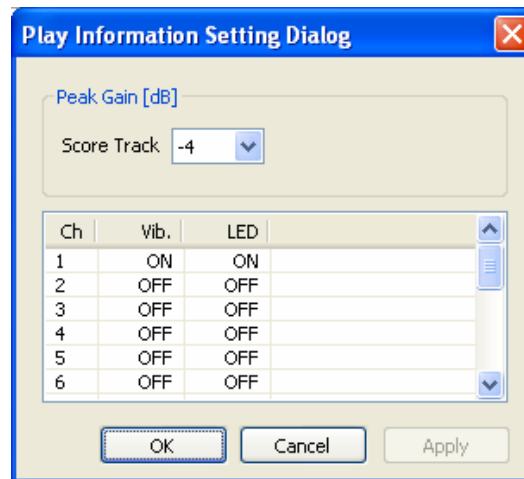 Play Information Setting Dialog
Peak Gain [dB]
Score Track -4
Ch Vib. LED
1 ON ON
2 OFF OFF
3 OFF OFF
4 OFF OFF
5 OFF OFF
6 OFF OFF
OK Cancel Apply